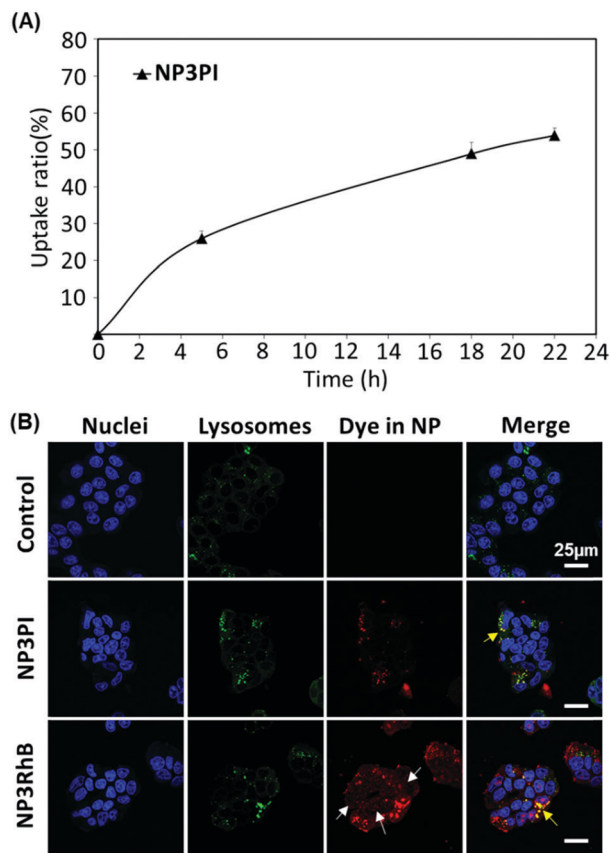 (A)
80
70
60
50
40
30
20
10
Uptake ratio(%)
NP3PI
0 2 4 6 8 10 12 14 16 18 20 22 24
Time (h)
(B)
Nuclei Lysosomes Dye in NP Merge
Control
25μm
NP3PI
NP3RhB